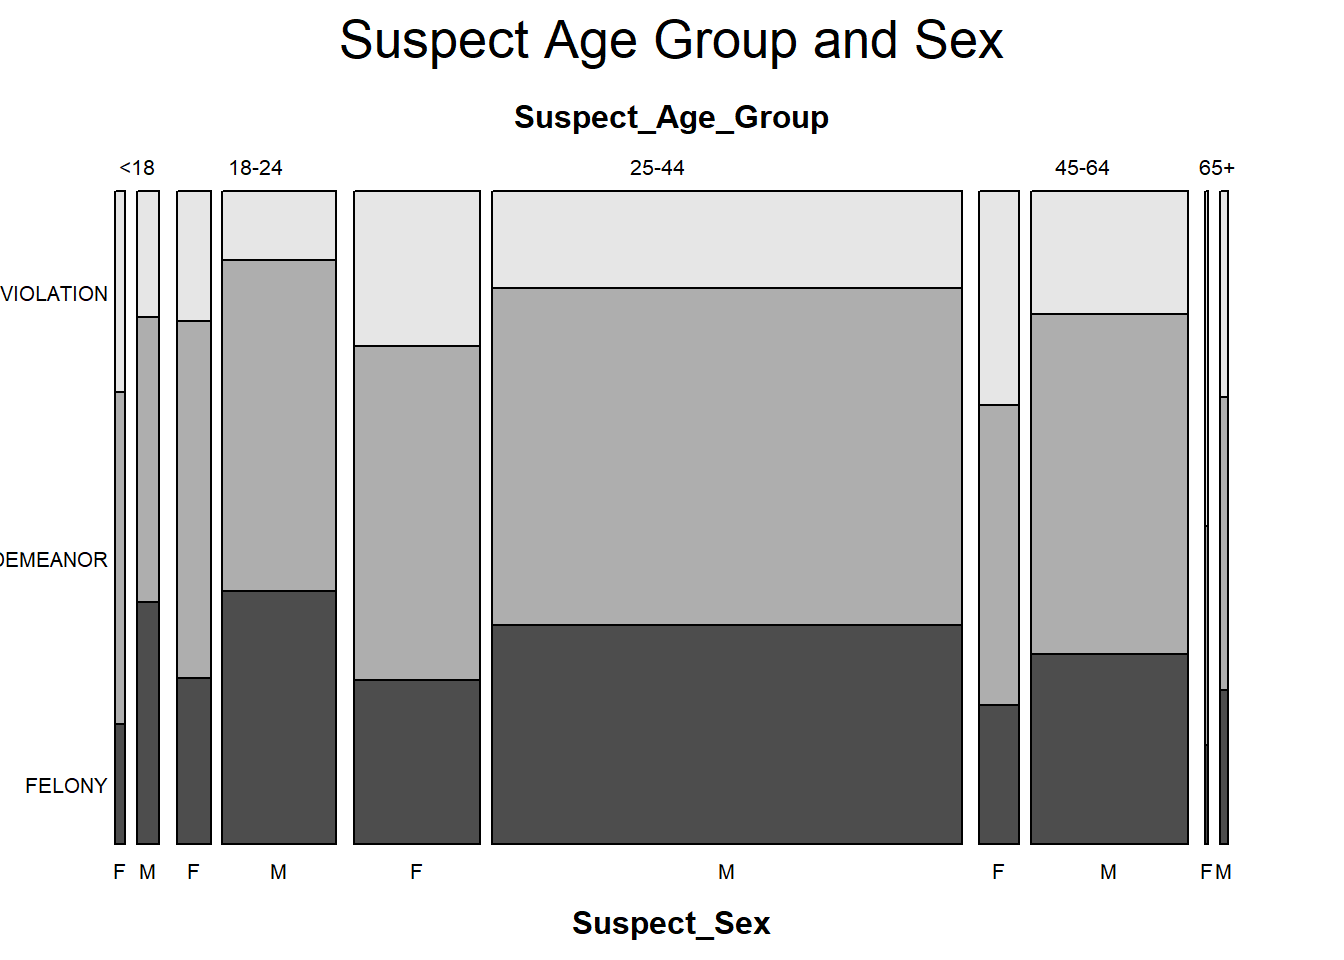 Suspect Age Group and Sex
Suspect_Age_Group
<18 18-24 25-44 45-64 65+
VIOLATION
DEMEANOR
FELONY
F M F M F M F M F M
Suspect_Sex